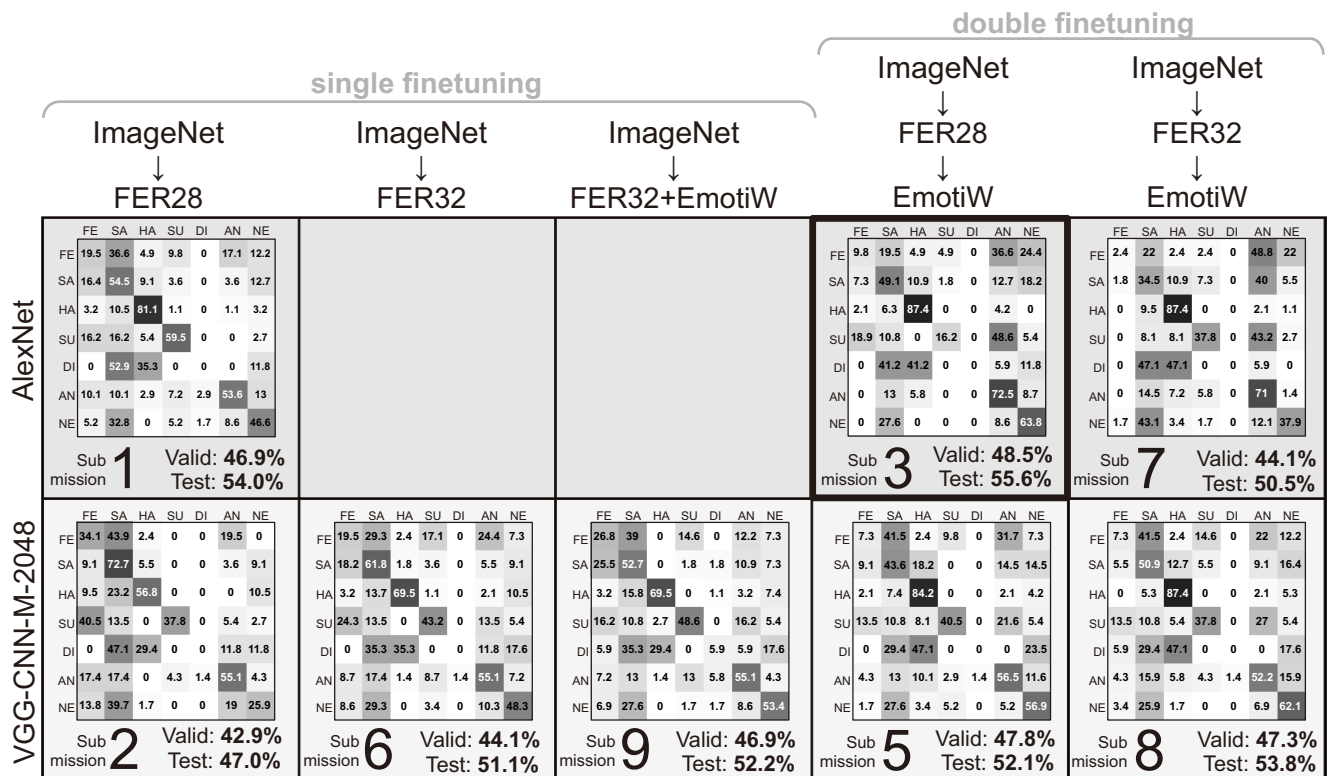 double finetuning
single finetuning
ImageNet ImageNet ImageNet ImageNet ImageNet
↓ ↓ ↓ ↓ ↓
FER28 FER32 FER32+EmotiW FER28 FER32
↓ ↓
EmotiW EmotiW
AlexNet
FE SA HA SU DI AN NE
FE 19.5 36.6 4.9 9.8 0 17.1 12.2
SA 16.4 54.5 9.1 3.6 0 3.6 12.7
HA 3.2 10.5 81.1 1.1 0 1.1 3.2
SU 16.2 16.2 5.4 59.5 0 0 2.7
DI 0 52.9 35.3 0 0 0 11.8
AN 10.1 10.1 2.9 7.2 2.9 53.6 13
NE 5.2 32.8 0 5.2 1.7 8.6 46.6
Sub mission 1 Valid: 46.9%
Test: 54.0%
FE SA HA SU DI AN NE
FE 9.8 19.5 4.9 4.9 0 36.6 24.4
SA 7.3 49.1 10.9 1.8 0 12.7 18.2
HA 2.1 6.3 87.4 0 0 4.2 0
SU 18.9 10.8 0 16.2 0 48.6 5.4
DI 0 41.2 41.2 0 0 5.9 11.8
AN 0 13 5.8 0 0 72.5 8.7
NE 0 27.6 0 0 0 8.6 63.8
Sub mission 3 Valid: 48.5%
Test: 55.6%
FE SA HA SU DI AN NE
FE 2.4 22 2.4 2.4 0 48.8 22
SA 1.8 34.5 10.9 7.3 0 40 5.5
HA 0 9.5 87.4 0 0 2.1 1.1
SU 0 8.1 8.1 37.8 0 43.2 2.7
DI 0 47.1 47.1 0 0 5.9 0
AN 0 14.5 7.2 5.8 0 71 1.4
NE 1.7 43.1 3.4 1.7 0 12.1 37.9
Sub mission 7 Valid: 44.1%
Test: 50.5%
VGG-CNN-M-2048
FE SA HA SU DI AN NE
FE 34.1 43.9 2.4 0 0 19.5 0
SA 9.1 72.7 5.5 0 0 3.6 9.1
HA 9.5 23.2 56.8 0 0 0 10.5
SU 40.5 13.5 0 37.8 0 5.4 2.7
DI 0 47.1 29.4 0 0 11.8 11.8
AN 17.4 17.4 0 4.3 1.4 55.1 4.3
NE 13.8 39.7 1.7 0 0 19 25.9
Sub mission 2 Valid: 42.9%
Test: 47.0%
FE SA HA SU DI AN NE
FE 19.5 29.3 2.4 17.1 0 24.4 7.3
SA 18.2 61.8 1.8 3.6 0 5.5 9.1
HA 3.2 13.7 69.5 1.1 0 2.1 10.5
SU 24.3 13.5 0 43.2 0 13.5 5.4
DI 0 35.3 35.3 0 0 11.8 17.6
AN 8.7 17.4 1.4 8.7 1.4 55.1 7.2
NE 8.6 29.3 0 3.4 0 10.3 48.3
Sub mission 6 Valid: 44.1%
Test: 51.1%
FE SA HA SU DI AN NE
FE 26.8 39 0 14.6 0 12.2 7.3
SA 25.5 52.7 0 1.8 1.8 10.9 7.3
HA 3.2 15.8 69.5 0 1.1 3.2 7.4
SU 16.2 10.8 2.7 48.6 0 16.2 5.4
DI 5.9 35.3 29.4 0 5.9 5.9 17.6
AN 7.2 13 1.4 13 5.8 55.1 4.3
NE 6.9 27.6 0 1.7 1.7 8.6 53.4
Sub mission 9 Valid: 46.9%
Test: 52.2%
FE SA HA SU DI AN NE
FE 7.3 41.5 2.4 9.8 0 31.7 7.3
SA 9.1 43.6 18.2 0 0 14.5 14.5
HA 2.1 7.4 84.2 0 0 2.1 4.2
SU 13.5 10.8 8.1 40.5 0 21.6 5.4
DI 0 29.4 47.1 0 0 0 23.5
AN 4.3 13 10.1 2.9 1.4 56.5 11.6
NE 1.7 27.6 3.4 5.2 0 5.2 56.9
Sub mission 5 Valid: 47.8%
Test: 52.1%
FE SA HA SU DI AN NE
FE 7.3 41.5 2.4 14.6 0 22 12.2
SA 5.5 50.9 12.7 5.5 0 9.1 16.4
HA 0 5.3 87.4 0 0 2.1 5.3
SU 13.5 10.8 5.4 37.8 0 27 5.4
DI 5.9 29.4 47.1 0 0 0 17.6
AN 4.3 15.9 5.8 4.3 1.4 52.2 15.9
NE 3.4 25.9 1.7 0 0 6.9 62.1
Sub mission 8 Valid: 47.3%
Test: 53.8%